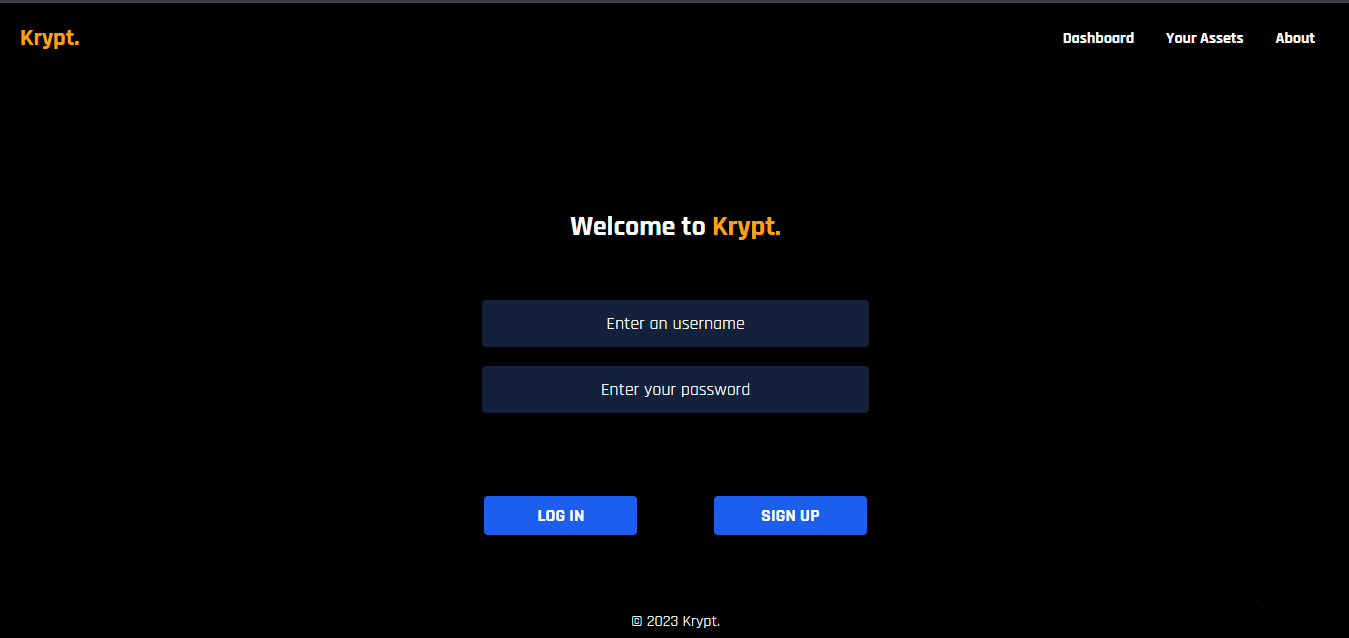 Krypt.
Dashboard Your Assets About
Welcome to Krypt.
Enter an username
Enter your password
LOG IN SIGN UP
© 2023 Krypt.